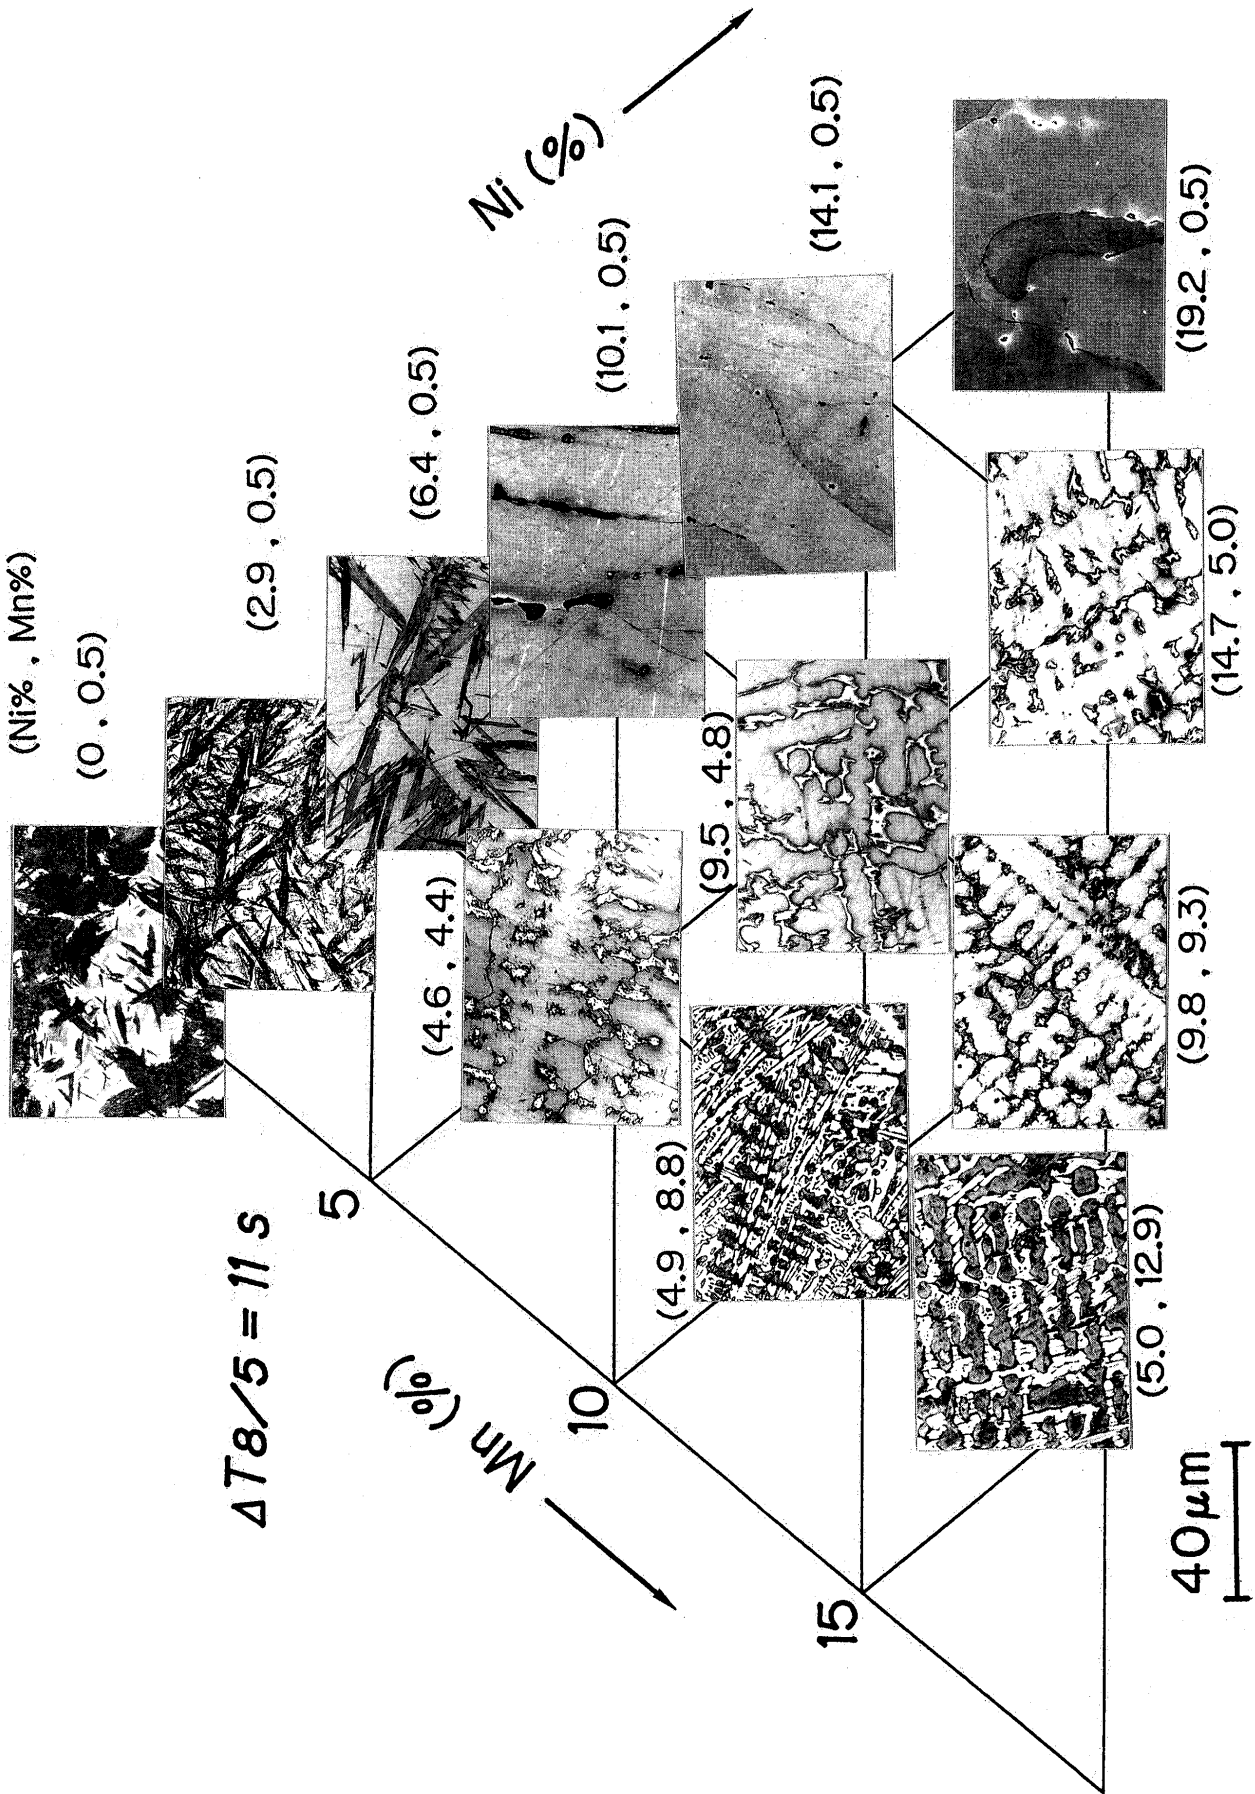 (Ni% , Mn%)
(0 , 0.5)
(2.9 , 0.5)
(6.4 , 0.5)
(10.1 , 0.5)
(14.1 , 0.5)
(19.2 , 0.5)
Ni (%)
ΔT8/5 = 11 s
5
(4.6 , 4.4)
(9.5 , 4.8)
(14.7 , 5.0)
Mn (%)
10
(4.9 , 8.8)
(9.8 , 9.3)
15
(5.0 , 12.9)
40μm